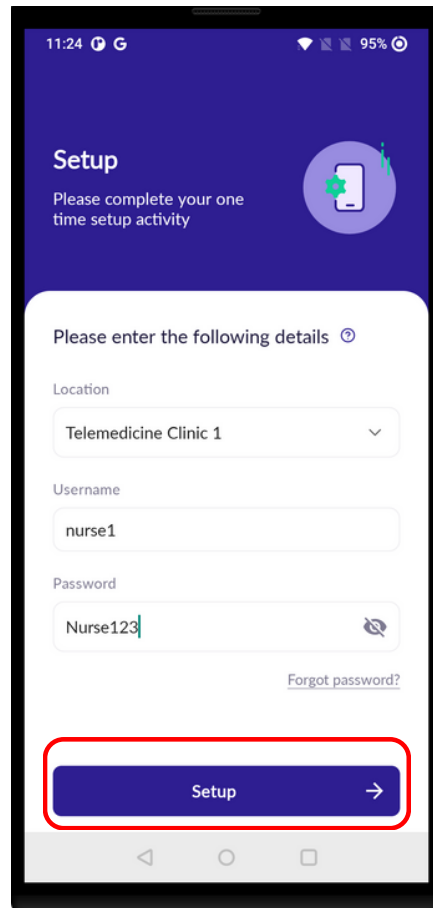 11:24 G 95%
Setup
Please complete your one
time setup activity
Please enter the following details ?
Location
Telemedicine Clinic 1
Username
nurse1
Password
Nurse123
Forgot password?
Setup